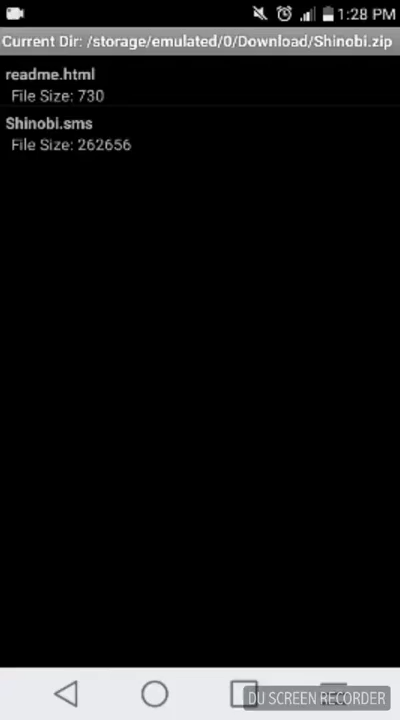 1:28 PM
Current Dir: /storage/emulated/0/Download/Shinobi.zip
readme.html
File Size: 730
Shinobi.sms
File Size: 262656
DU SCREEN RECORDER